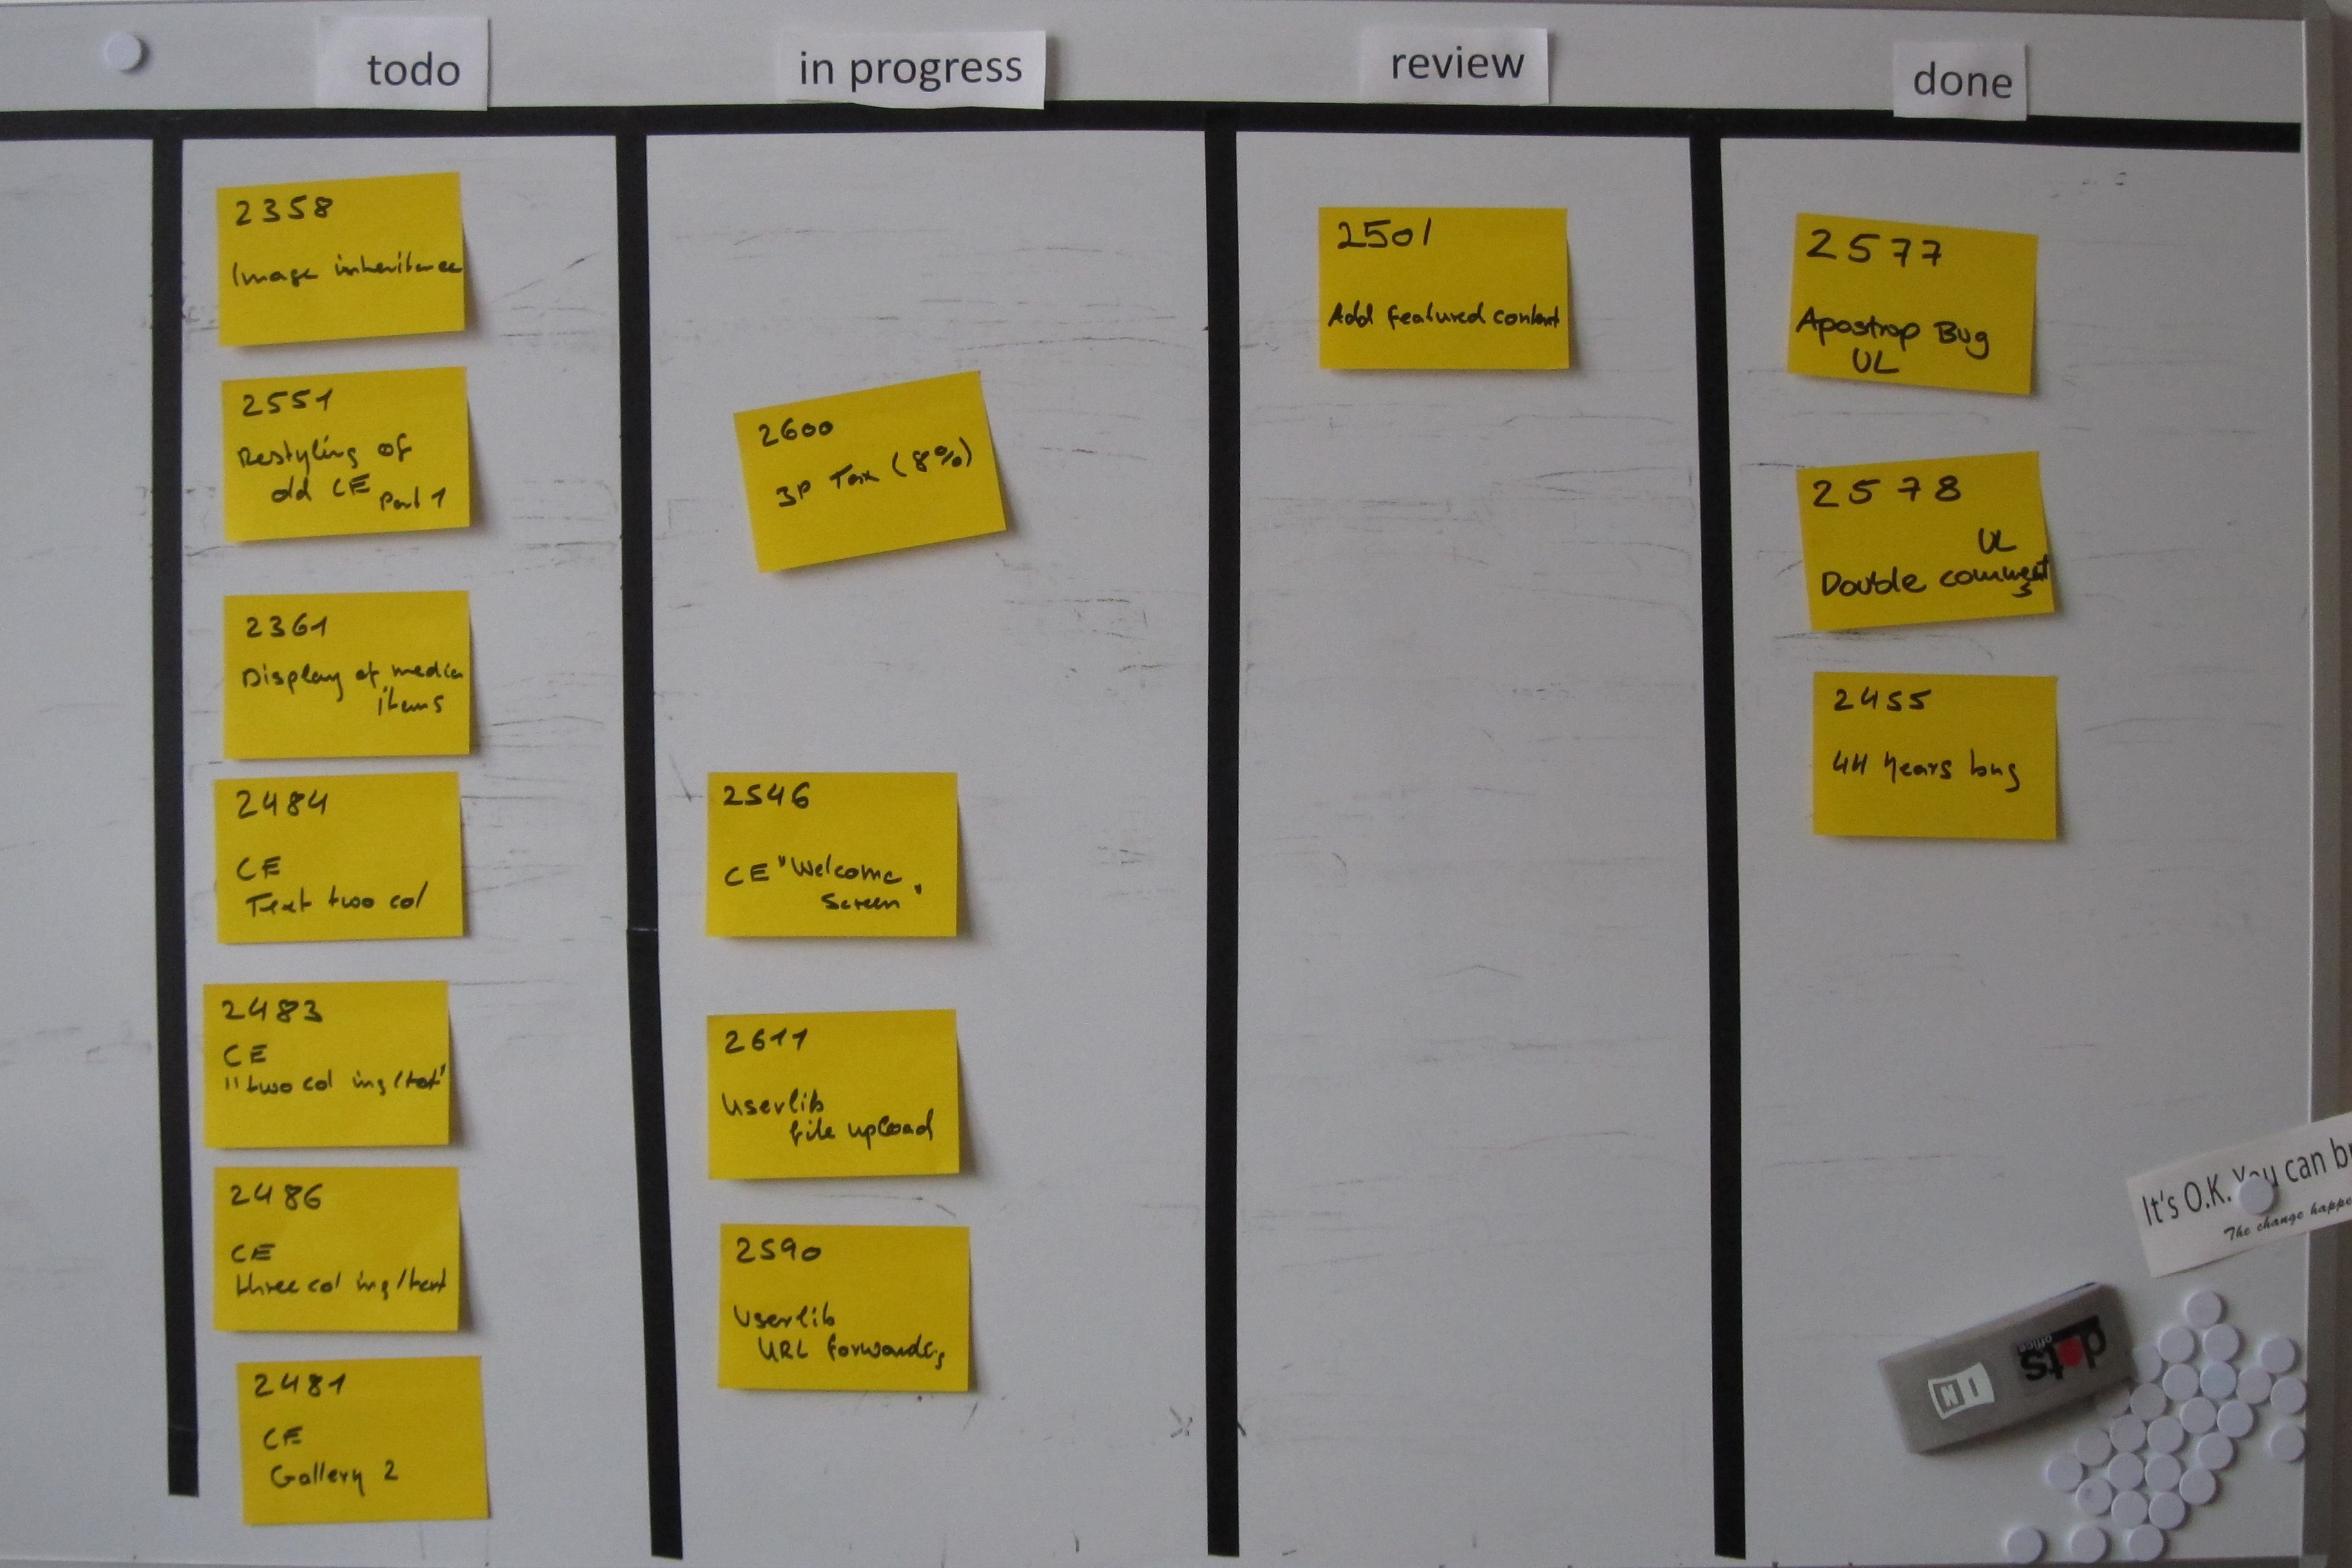 todo
in progress
review
done
2358
Image inheritance
2551
Restyling of
old CE Part 1
2361
Display of media
items
2484
CE
Text two col
2483
CE
"two col img/text"
2486
CE
three col img/text
2481
CE
Gallery 2
2600
3P Tax (8%)
2546
CE "Welcome
Screen"
2611
Userlib
file upload
2590
Userlib
URL forwarding
2501
Add featured content
2577
Apostrop Bug
UL
2578
UL
Double comments
2455
44 years bug
It's O.K. You can bu
The change happe
dots
office
IN